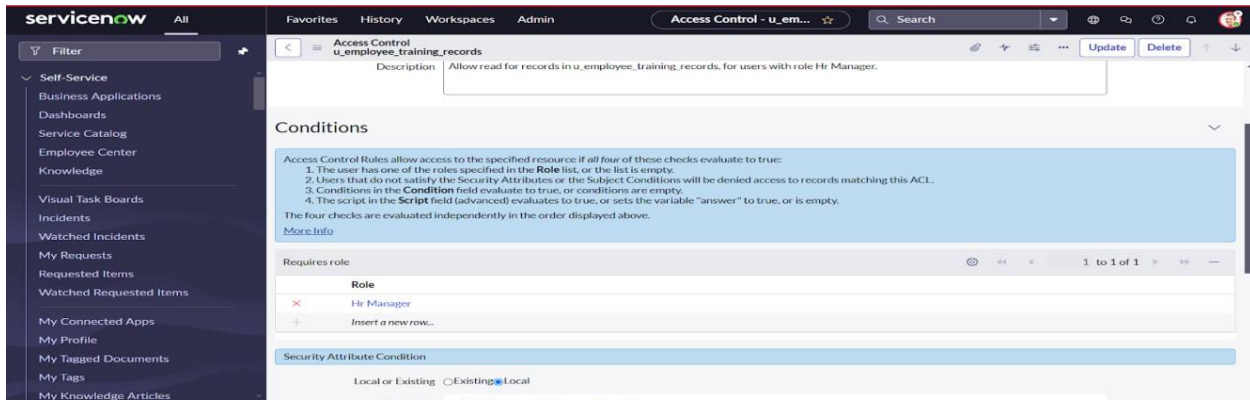 servicenow All Favorites History Workspaces Admin Access Control - u_em... Search
Filter
Access Control
u_employee_training_records
Update Delete
Self-Service
Business Applications
Dashboards
Service Catalog
Employee Center
Knowledge
Visual Task Boards
Incidents
Watched Incidents
My Requests
Requested Items
Watched Requested Items
My Connected Apps
My Profile
My Tagged Documents
My Tags
My Knowledge Articles
Description Allow read for records in u_employee_training_records, for users with role Hr Manager.
Conditions
Access Control Rules allow access to the specified resource if all four of these checks evaluate to true:
1. The user has one of the roles specified in the Role list, or the list is empty.
2. Users that do not satisfy the Security Attributes or the Subject Conditions will be denied access to records matching this ACL.
3. Conditions in the Condition field evaluate to true, or conditions are empty.
4. The script in the Script field (advanced) evaluates to true, or sets the variable "answer" to true, or is empty.
The four checks are evaluated independently in the order displayed above.
More Info
Requires role 1 to 1 of 1
Role
Hr Manager
Insert a new row...
Security Attribute Condition
Local or Existing Existing Local